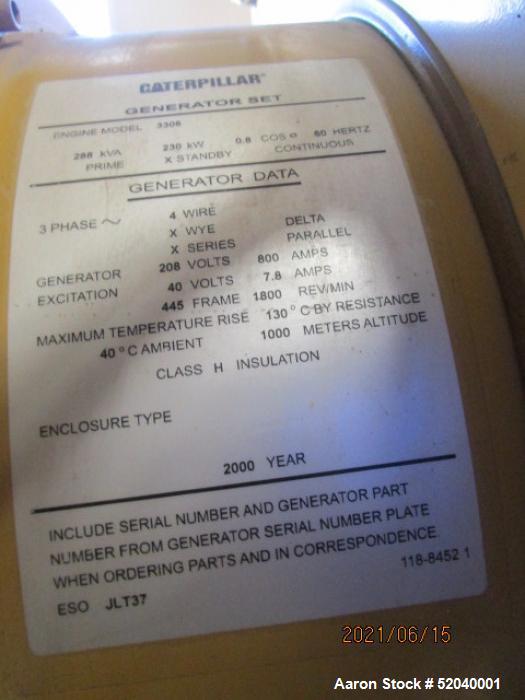 CATERPILLAR
GENERATOR SET
ENGINE MODEL 3306
288 kVA 230 kW 0.8 COS ø 60 HERTZ
PRIME X STANDBY CONTINUOUS
GENERATOR DATA
3 PHASE ~ 4 WIRE
X WYE DELTA
X SERIES PARALLEL
GENERATOR 208 VOLTS 800 AMPS
EXCITATION 40 VOLTS 7.8 AMPS
445 FRAME 1800 REV/MIN
MAXIMUM TEMPERATURE RISE 130 °C BY RESISTANCE
40 °C AMBIENT 1000 METERS ALTITUDE
CLASS H INSULATION
ENCLOSURE TYPE
2000 YEAR
INCLUDE SERIAL NUMBER AND GENERATOR PART
NUMBER FROM GENERATOR SERIAL NUMBER PLATE
WHEN ORDERING PARTS AND IN CORRESPONDENCE.
118-8452 1
ESO JLT37
2021/06/15
Aaron Stock # 52040001